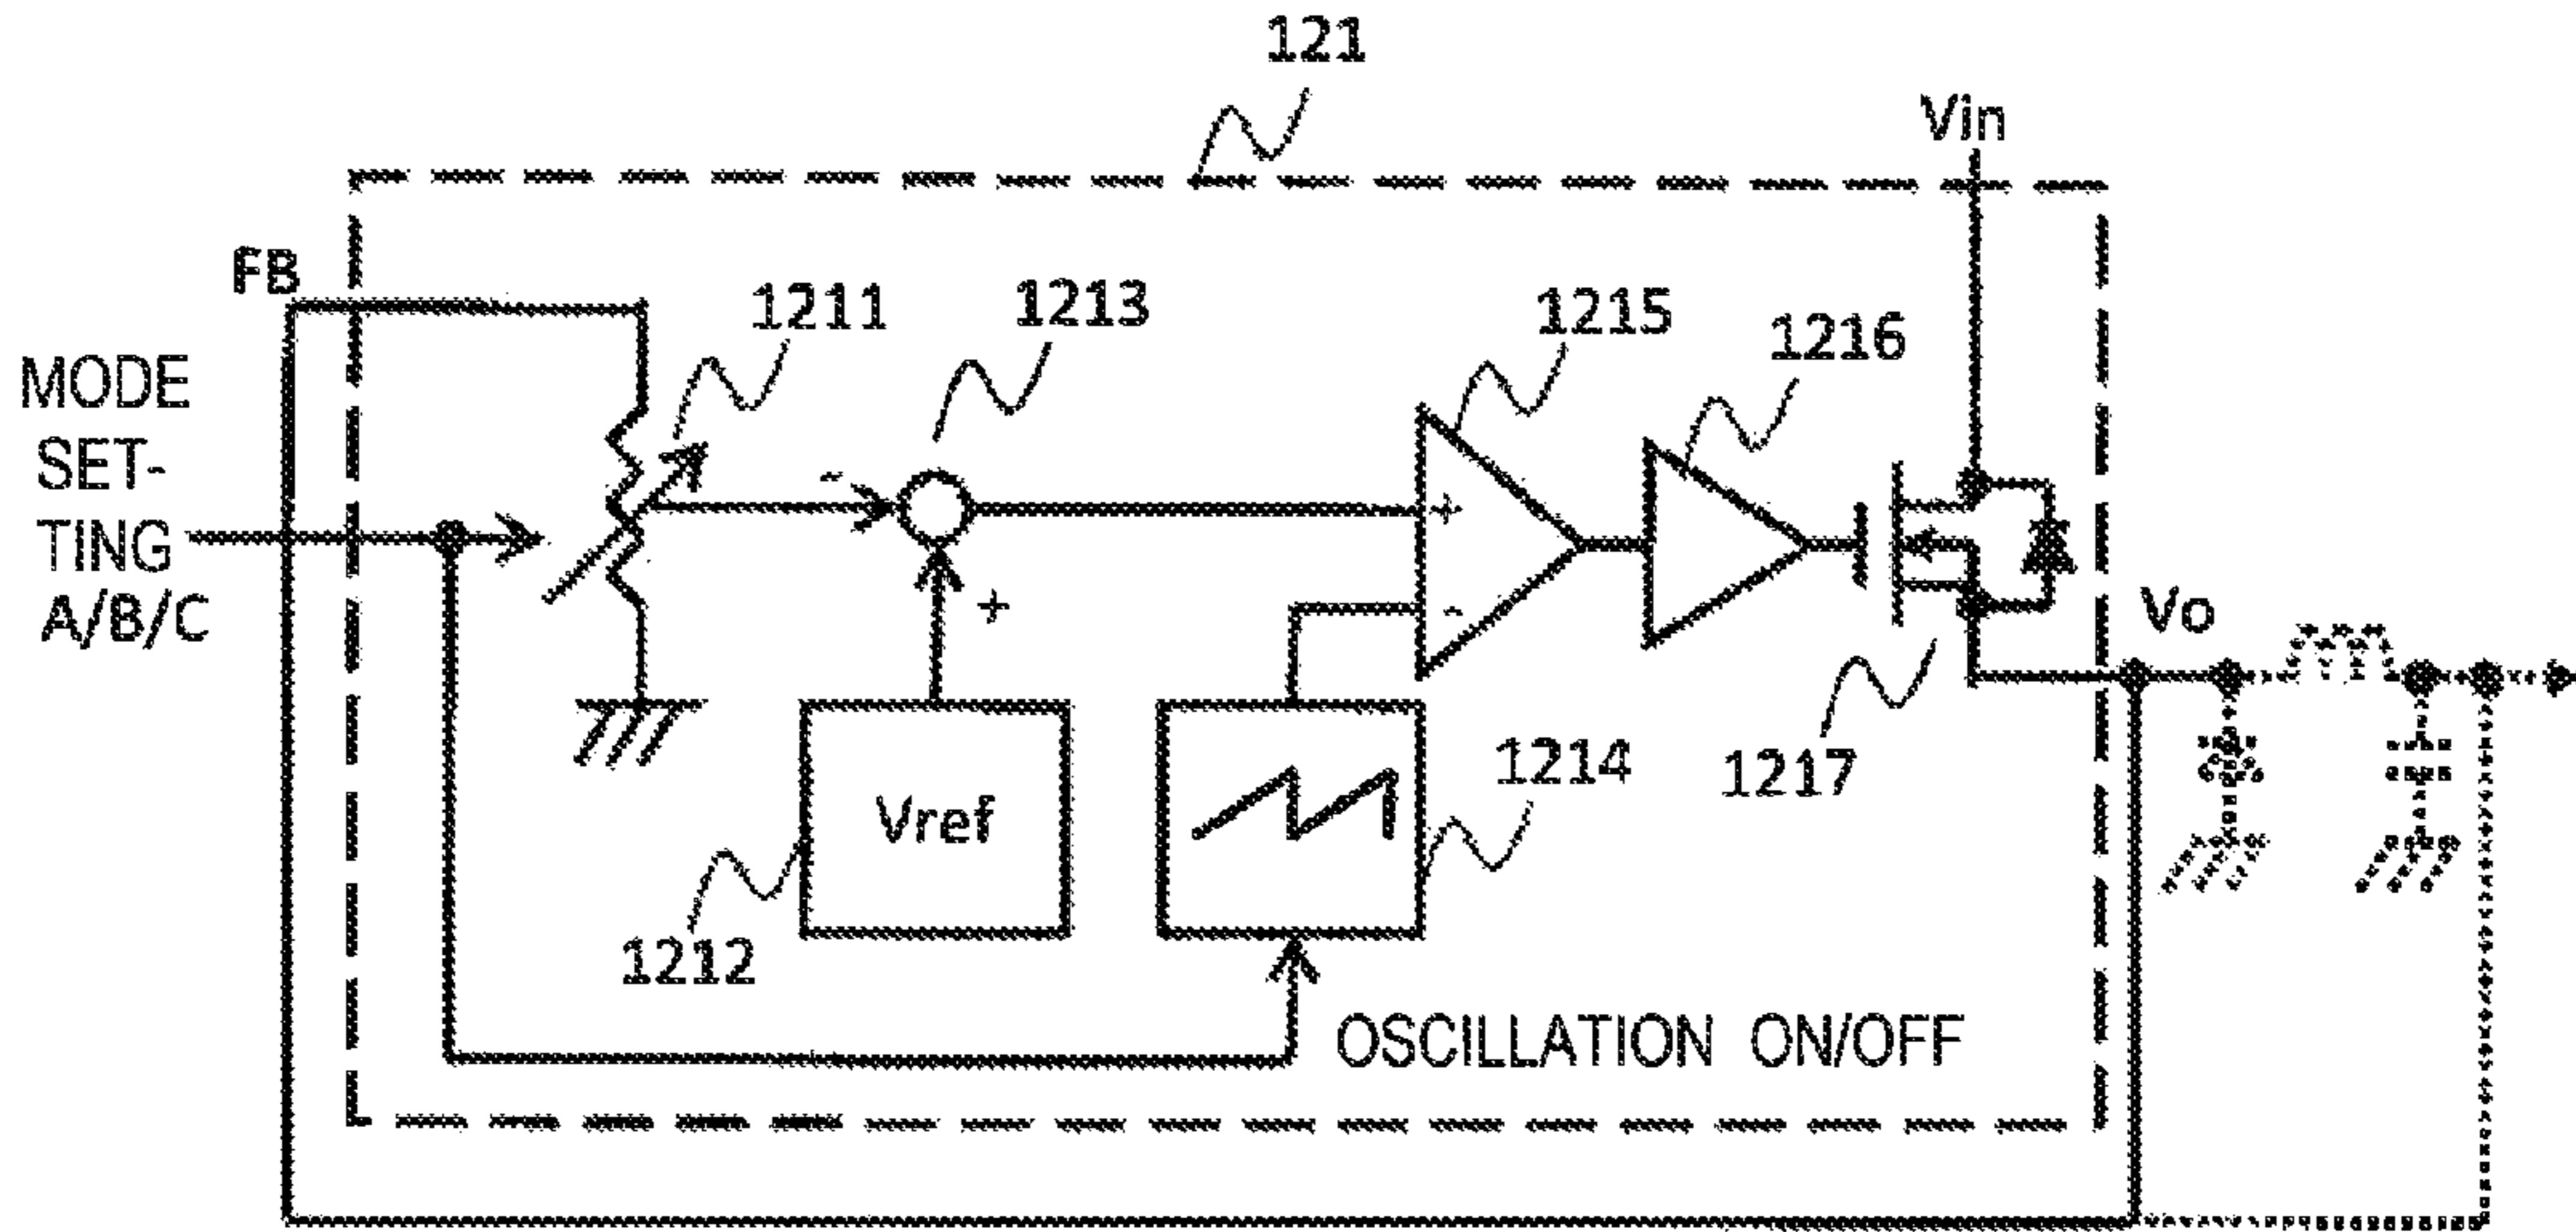 121
Vin
FB
1211
1213
1215
1216
MODE
SET-
TING
A/B/C
-
+
+
-
Vo
1217
1214
Vref
1212
OSCILLATION ON/OFF